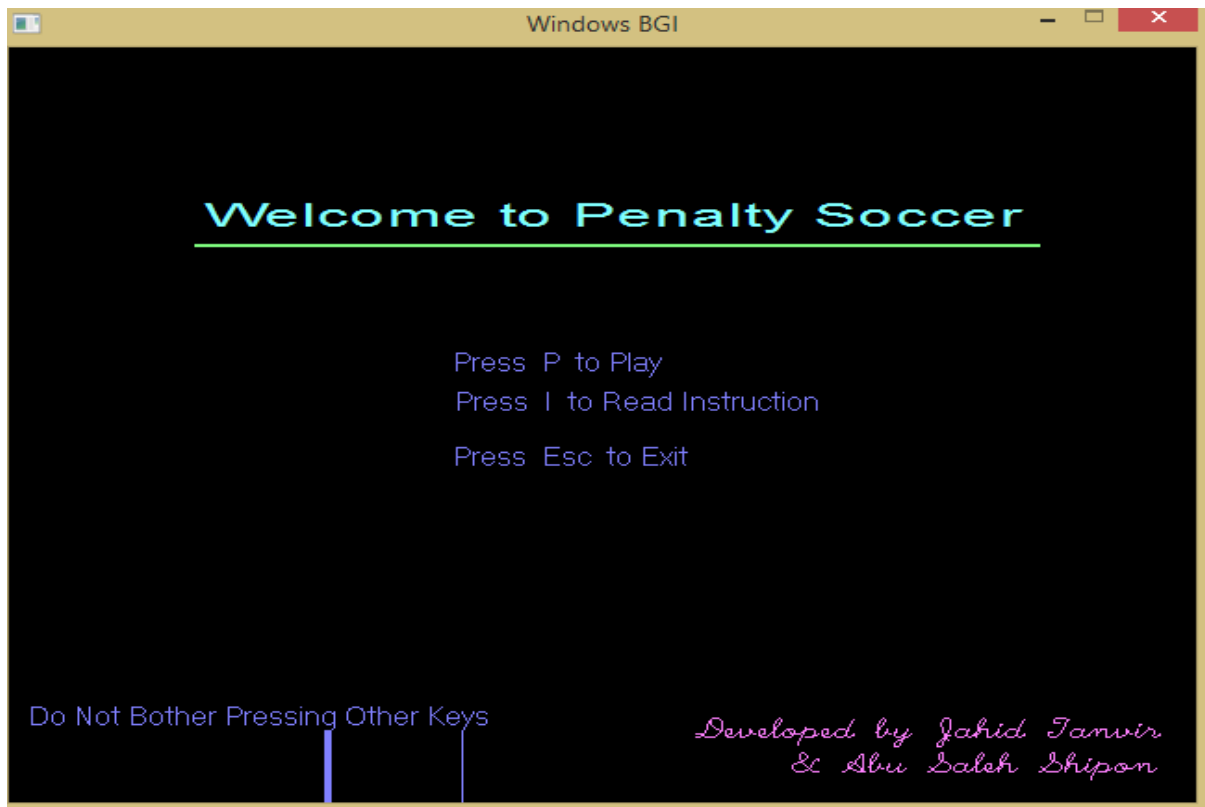 Windows BGI
Welcome to Penalty Soccer
Press P to Play
Press I to Read Instruction
Press Esc to Exit
Do Not Bother Pressing Other Keys
Developed by Jahid Tanvir
& Abu Saleh Shipon